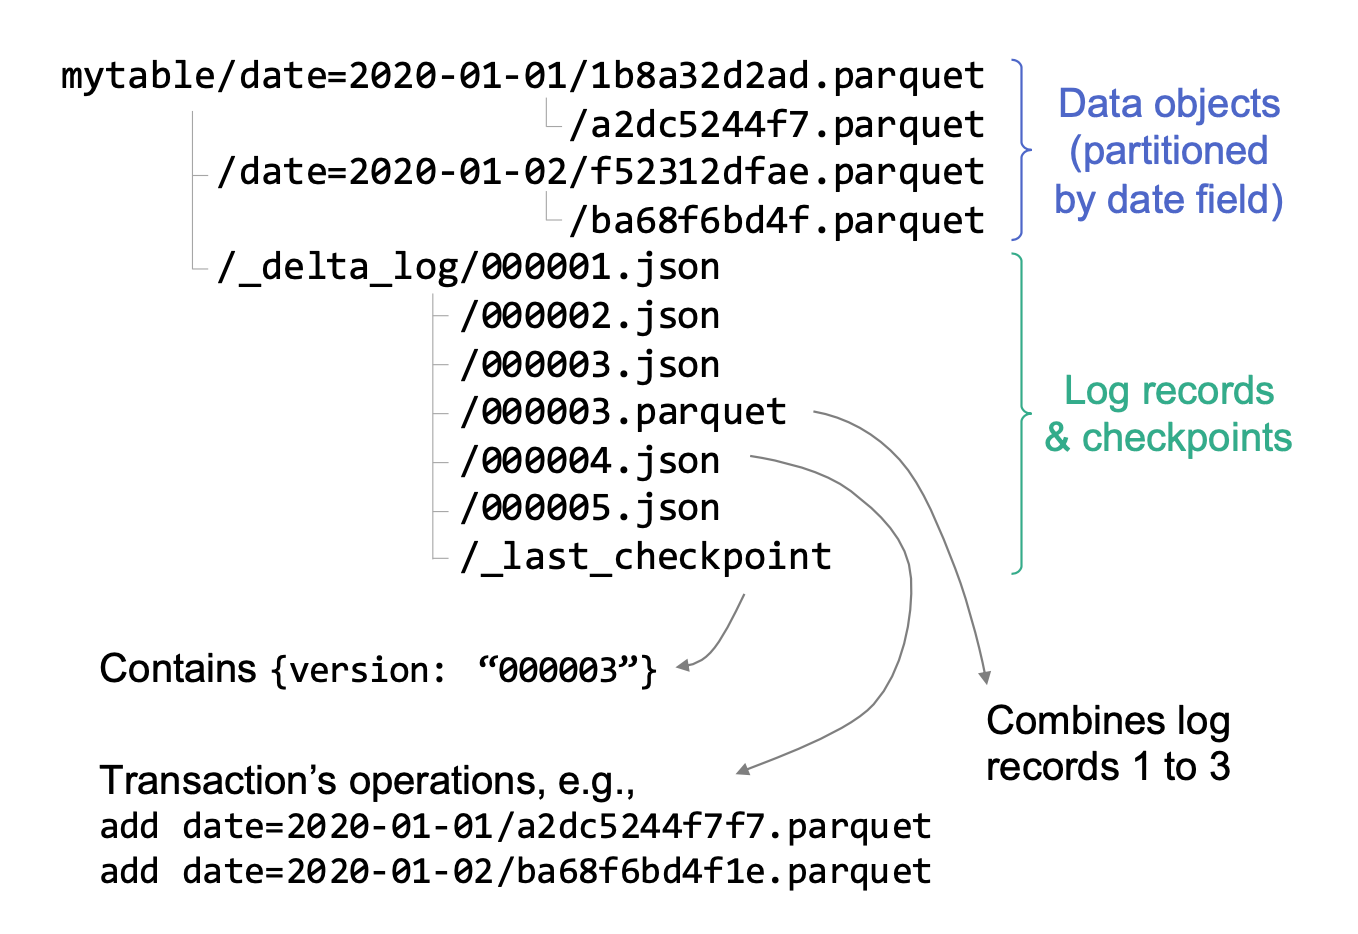 mytable/date=2020-01-01/1b8a32d2ad.parquet
/a2dc5244f7.parquet
/date=2020-01-02/f52312dfae.parquet
/ba68f6bd4f.parquet
/_delta_log/000001.json
/000002.json
/000003.json
/000003.parquet
/000004.json
/000005.json
/_last_checkpoint
Data objects
(partitioned
by date field)
Log records
& checkpoints
Contains {version: “000003”}
Combines log
records 1 to 3
Transaction’s operations, e.g.,
add date=2020-01-01/a2dc5244f7f7.parquet
add date=2020-01-02/ba68f6bd4f1e.parquet